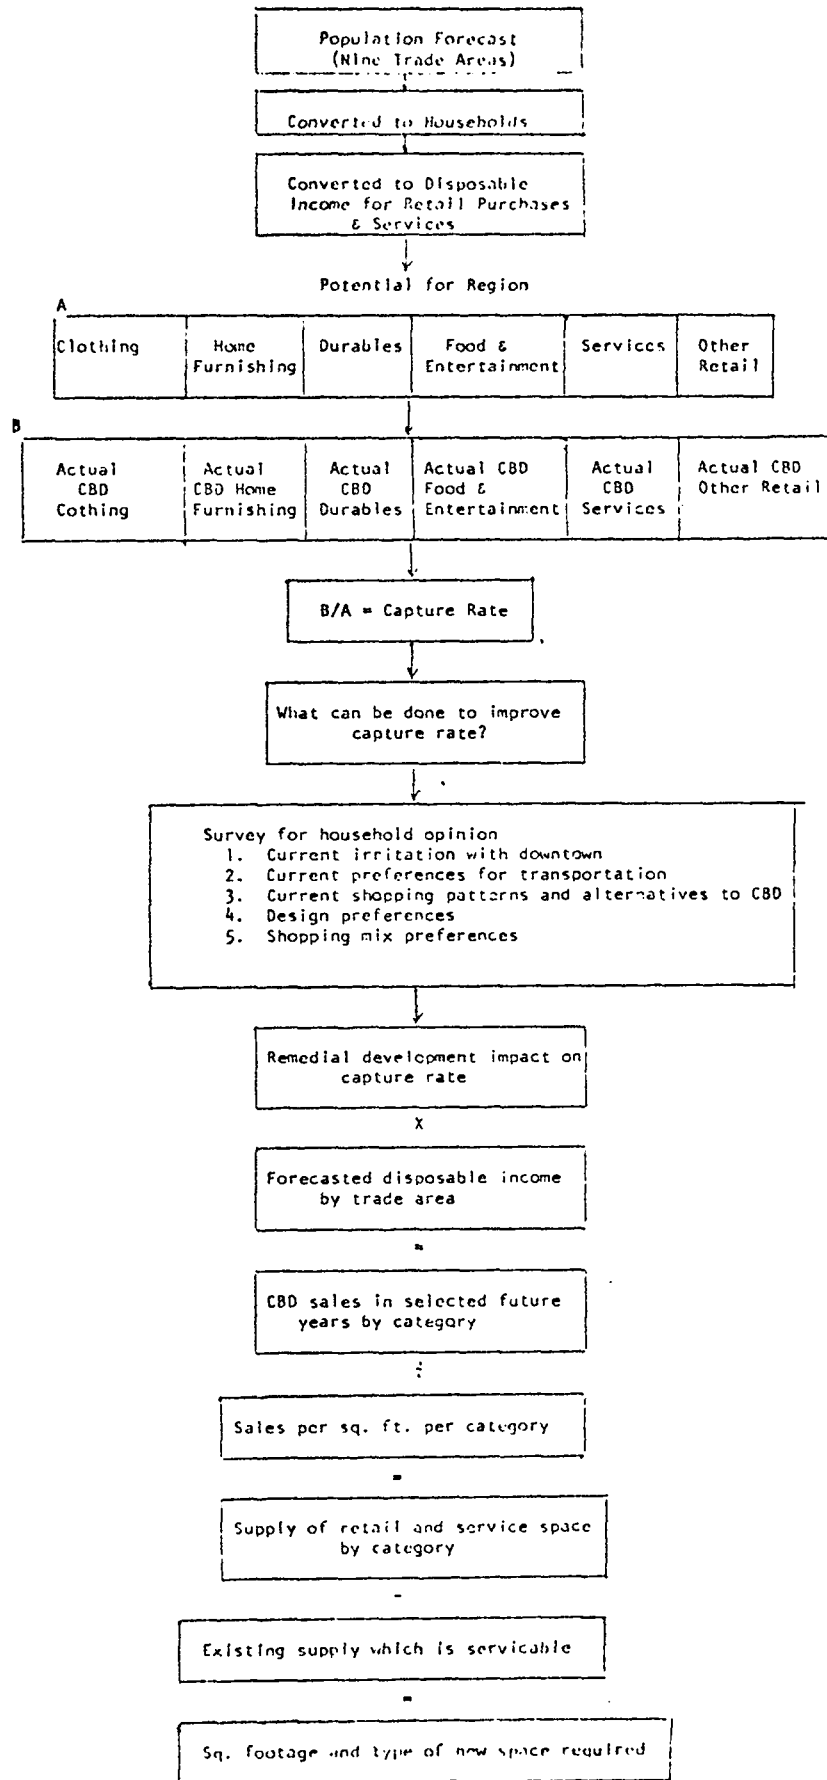 Population Forecast
(Nine Trade Areas)
Converted to Households
Converted to Disposable
Income for Retail Purchases
& Services
Potential for Region
A
Clothing
Home
Furnishing
Durables
Food &
Entertainment
Services
Other
Retail
B
Actual
CBD
Cothing
Actual
CBD Home
Furnishing
Actual
CBD
Durables
Actual CBD
Food &
Entertainment
Actual
CBD
Services
Actual CBD
Other Retail
B/A = Capture Rate
What can be done to improve
capture rate?
Survey for household opinion
1. Current irritation with downtown
2. Current preferences for transportation
3. Current shopping patterns and alternatives to CBD
4. Design preferences
5. Shopping mix preferences
Remedial development impact on
capture rate
X
Forecasted disposable income
by trade area
=
CBD sales in selected future
years by category
÷
Sales per sq. ft. per category
=
Supply of retail and service space
by category
-
Existing supply which is servicable
=
Sq. footage and type of new space required